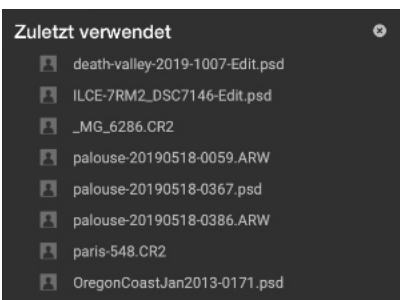 Zuletzt verwendet
death-valley-2019-1007-Edit.psd
ILCE-7RM2_DSC7146-Edit.psd
_MG_6286.CR2
palouse-20190518-0059.ARW
palouse-20190518-0367.psd
palouse-20190518-0386.ARW
paris-548.CR2
OregonCoastJan2013-0171.psd